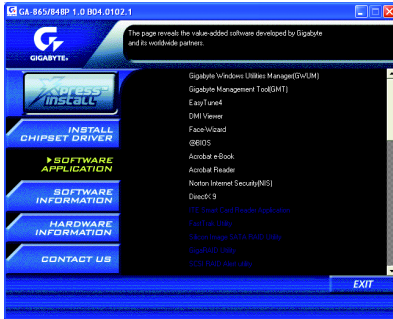 GA-865/848P 1.0 B04.0102.1
The page reveals the value-added software developed by Gigabyte
and its worldwide partners.
GIGABYTE
Xpress
INSTALL
Gigabyte Windows Utilities Manager(GWUM)
Gigabyte Management Tool(GMT)
EasyTune4
DMI Viewer
Face-Wizard
@BIOS
Acrobat e-Book
Acrobat Reader
Norton Internet Security(NIS)
DirectX 9
INSTALL
CHIPSET DRIVER
SOFTWARE
APPLICATION
SOFTWARE
INFORMATION
HARDWARE
INFORMATION
CONTACT US
EXIT